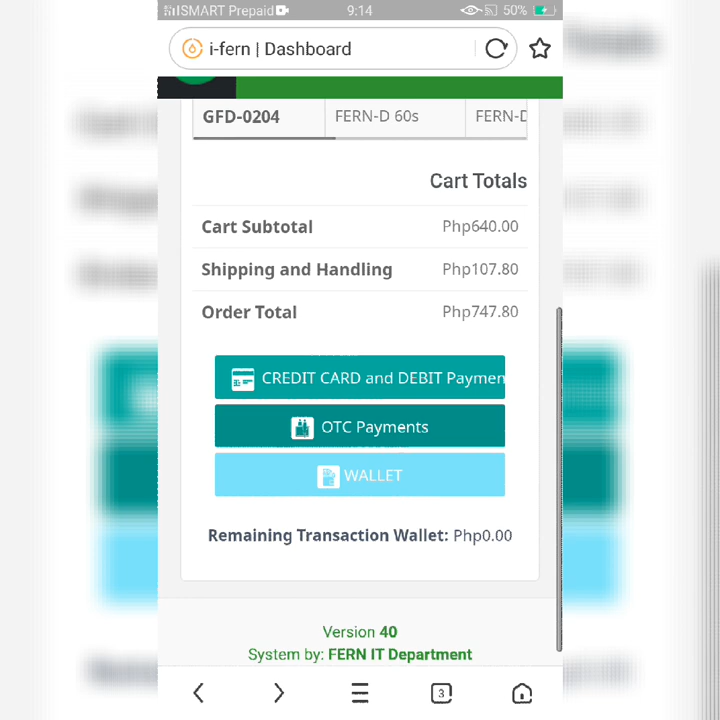 SMART Prepaid 9:14 50%
i-fern | Dashboard
GFD-0204 FERN-D 60s FERN-D
Cart Totals
Cart Subtotal Php640.00
Shipping and Handling Php107.80
Order Total Php747.80
CREDIT CARD and DEBIT Paymen
OTC Payments
WALLET
Remaining Transaction Wallet: Php0.00
Version 40
System by: FERN IT Department
3